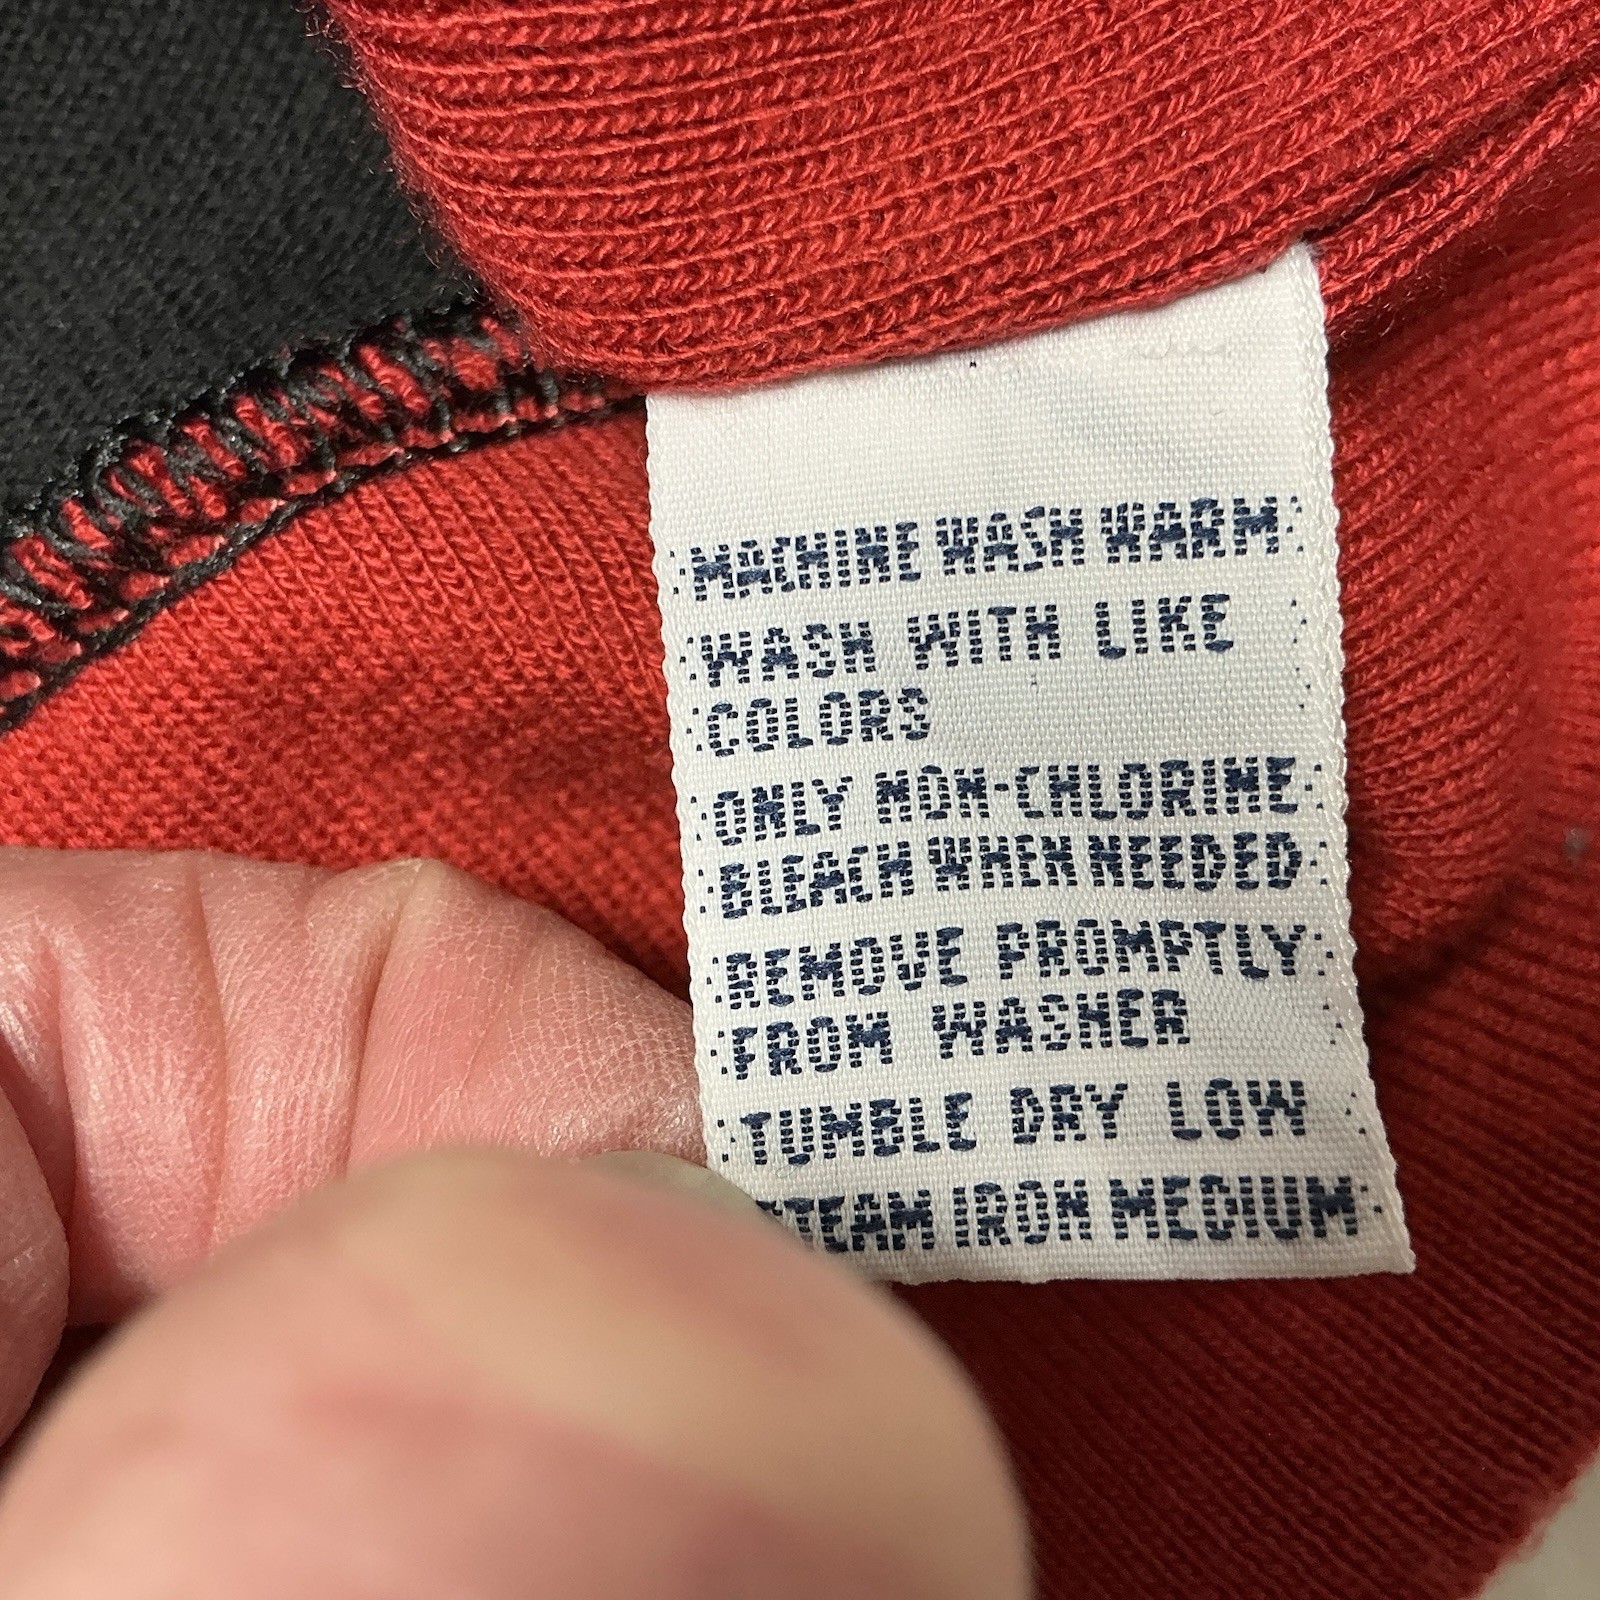 MACHINE WASH WARM
WASH WITH LIKE
COLORS
ONLY NON-CHLORINE
BLEACH WHEN NEEDED
REMOVE PROMPTLY
FROM WASHER
TUMBLE DRY LOW
STEAM IRON MEDIUM